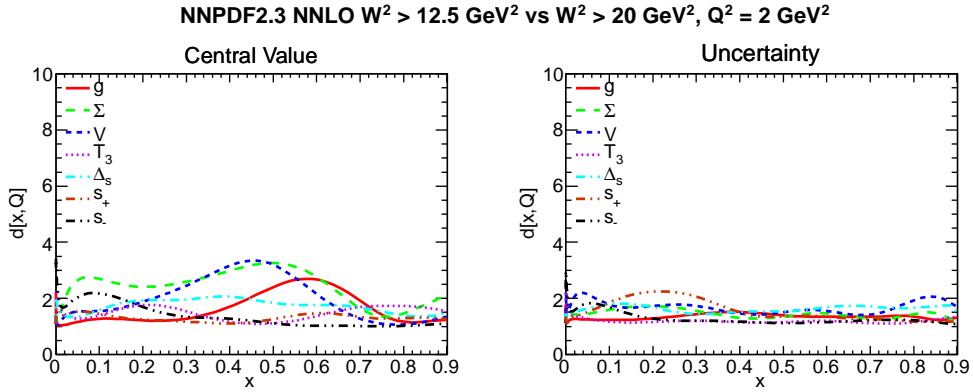 NNPDF2.3 NNLO W² > 12.5 GeV² vs W² > 20 GeV², Q² = 2 GeV²
Central Value
10
8
6
4
2
0
d[x,Q]
g
Σ
V
T₃
Δₛ
s₊
s₋
0 0.1 0.2 0.3 0.4 0.5 0.6 0.7 0.8 0.9
x
Uncertainty
10
8
6
4
2
0
d[x,Q]
g
Σ
V
T₃
Δₛ
s₊
s₋
0 0.1 0.2 0.3 0.4 0.5 0.6 0.7 0.8 0.9
x